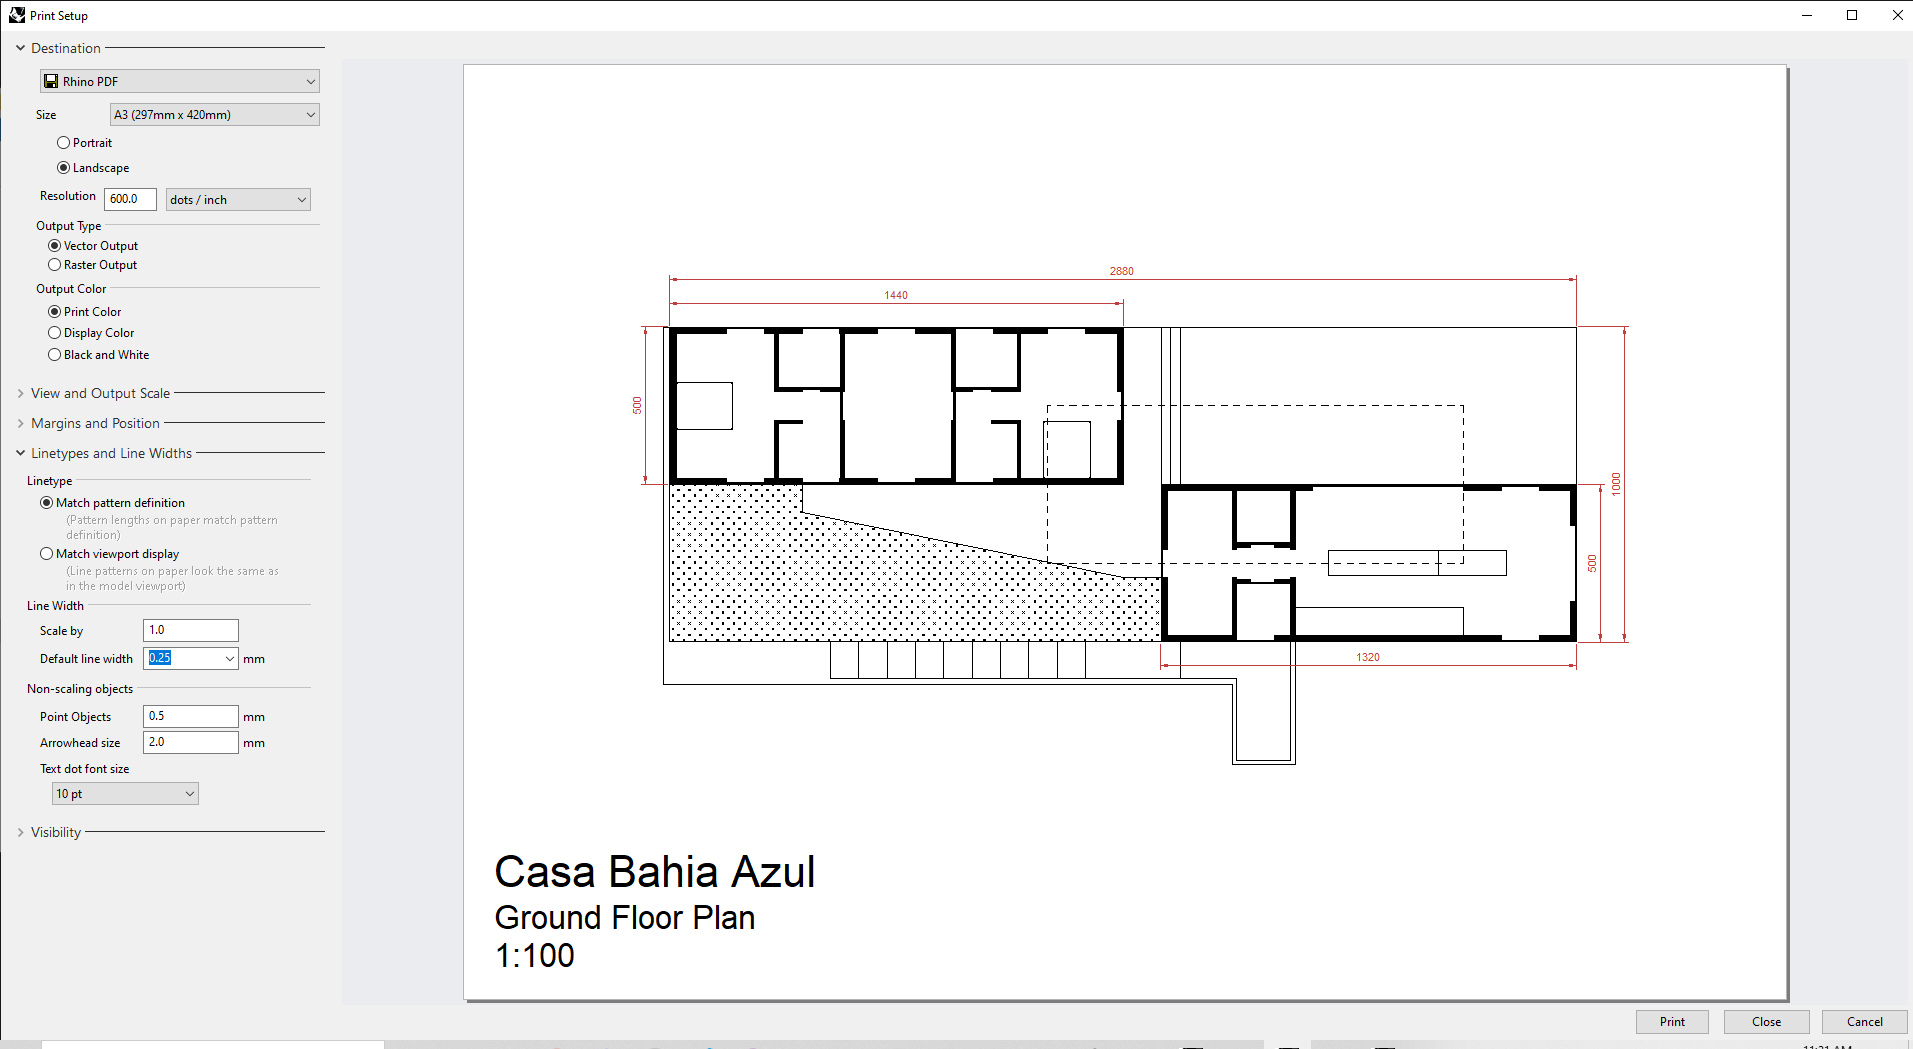 Print Setup
Destination
Rhino PDF
Size A3 (297mm x 420mm)
Portrait
Landscape
Resolution 600.0 dots / inch
Output Type
Vector Output
Raster Output
Output Color
Print Color
Display Color
Black and White
View and Output Scale
Margins and Position
Linetypes and Line Widths
Linetype
Match pattern definition
(Pattern lengths on paper match pattern
definition)
Match viewport display
(Line patterns on paper look the same as
in the model viewport)
Line Width
Scale by 1.0
Default line width 0.25 mm
Non-scaling objects
Point Objects 0.5 mm
Arrowhead size 2.0 mm
Text dot font size
10 pt
Visibility
2880
1440
500
1000
500
1320
Casa Bahia Azul
Ground Floor Plan
1:100
Print Close Cancel